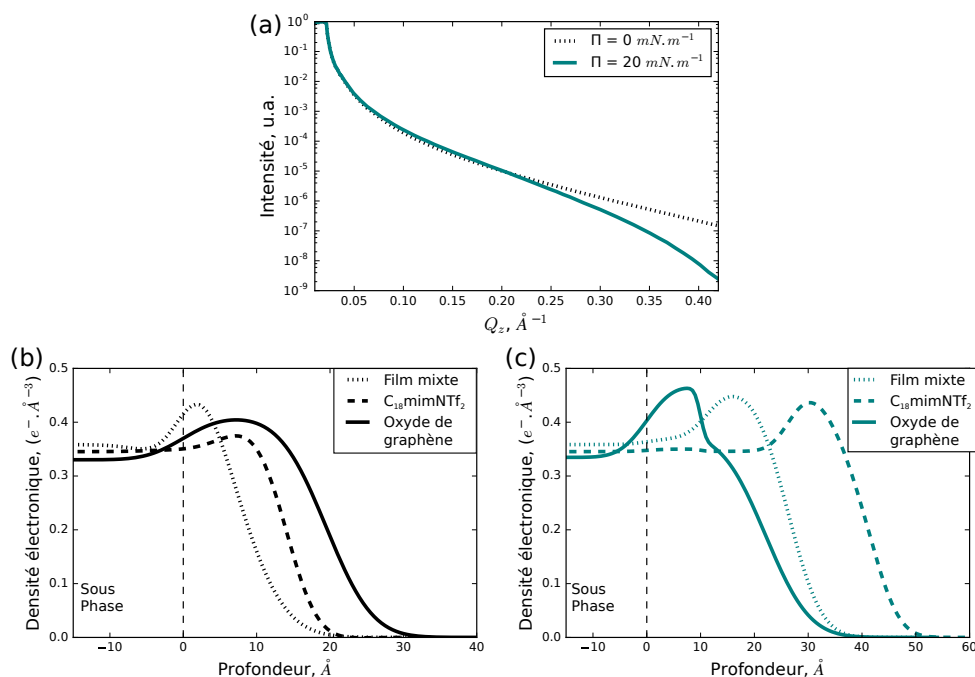 (a)
10⁰
10⁻¹
10⁻²
10⁻³
10⁻⁴
10⁻⁵
10⁻⁶
10⁻⁷
10⁻⁸
10⁻⁹
Intensité, u.a.
Π = 0 mN.m⁻¹
Π = 20 mN.m⁻¹
0.05 0.10 0.15 0.20 0.25 0.30 0.35 0.40
Q_z, Å⁻¹
(b)
0.5
0.4
0.3
0.2
0.1
0.0
Densité électronique, (e⁻.Å⁻³)
Film mixte
C₁₈mimNTf₂
Oxyde de
graphène
Sous
Phase
−10 0 10 20 30 40
Profondeur, Å
(c)
0.5
0.4
0.3
0.2
0.1
0.0
Densité électronique, (e⁻.Å⁻³)
Film mixte
C₁₈mimNTf₂
Oxyde de
graphène
Sous
Phase
−10 0 10 20 30 40 50 60
Profondeur, Å